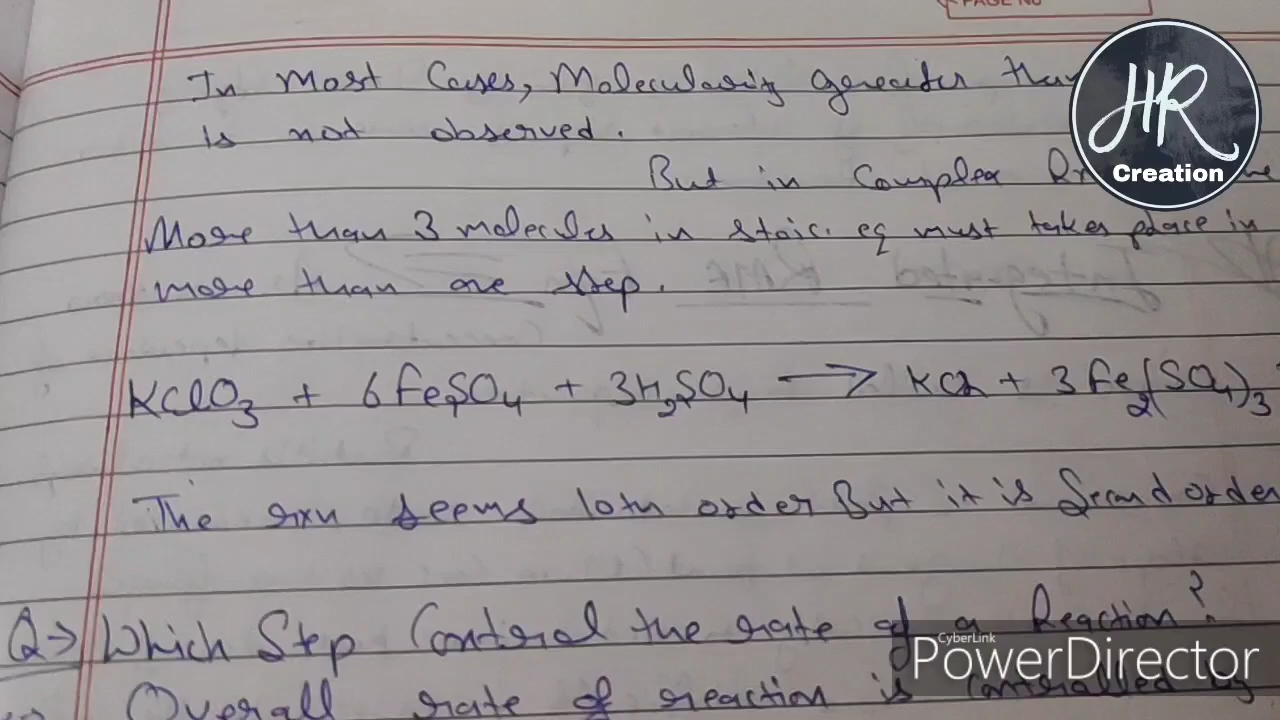 PAGE NO
In Most Cases, Molecularity greater than
is not observed.
But in Complex
More than 3 molecules in stoic. eq must takes place in
more than one step.
KClO3 + 6FeSO4 + 3H2SO4 → KCl + 3Fe2(SO4)3
The rxn seems 10th order But it is Second order
Q→ Which Step Control the rate of a Reaction?
Overall rate of reaction is controlled by
HR
Creation
CyberLink
PowerDirector